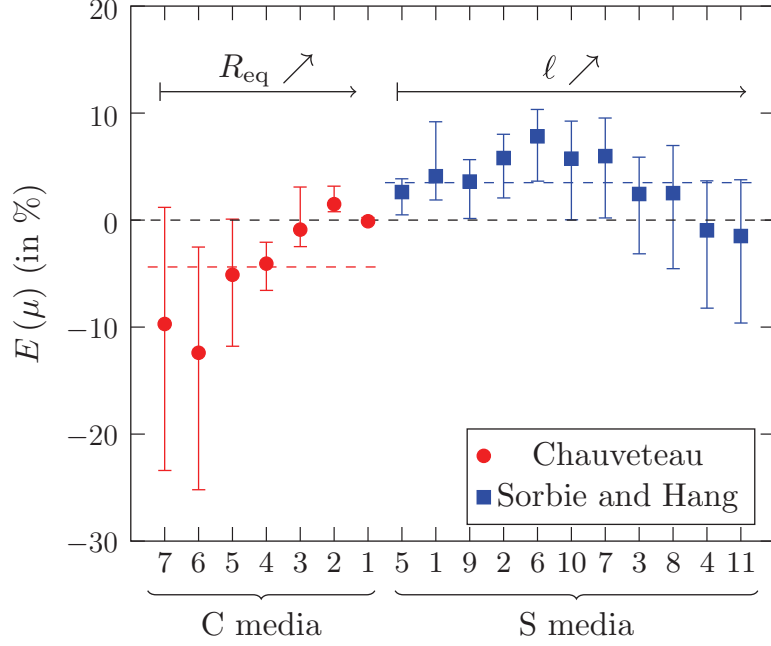 20
R_eq ↗
ℓ ↗
10
0
−10
−20
−30
E (μ) (in %)
Chauveteau
Sorbie and Hang
7 6 5 4 3 2 1 5 1 9 2 6 10 7 3 8 4 11
C media
S media